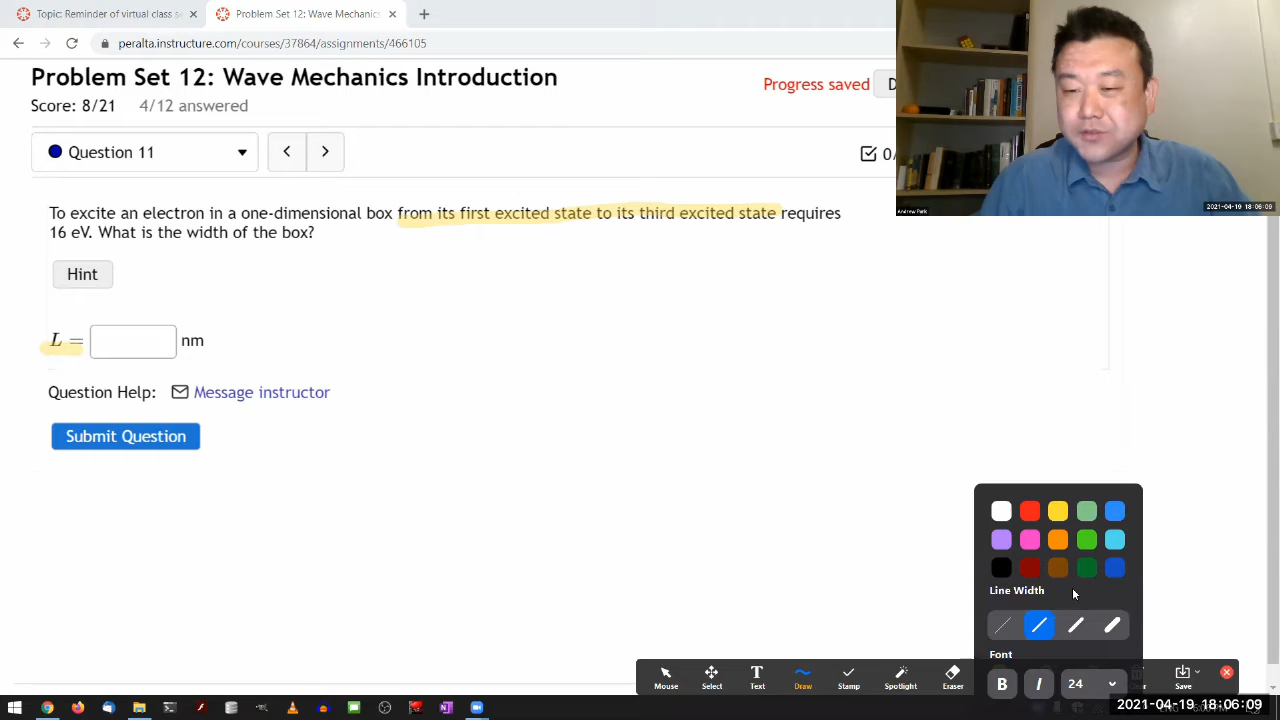 Topic: Reminder of virtual class s
Problem Set 12: Wave Mechanics
peralta.instructure.com/courses/37864/assignments/466105
Problem Set 12: Wave Mechanics Introduction
Progress saved
Score: 8/21 4/12 answered
Question 11
0/
To excite an electron in a one-dimensional box from its first excited state to its third excited state requires
16 eV. What is the width of the box?
Hint
L = nm
Question Help: Message instructor
Submit Question
Andrew Park
2021-04-19 18:06:09
Line Width
Font
B I 24
Mouse Select Text Draw Stamp Spotlight Eraser Save
2021-04-19 18:06:09